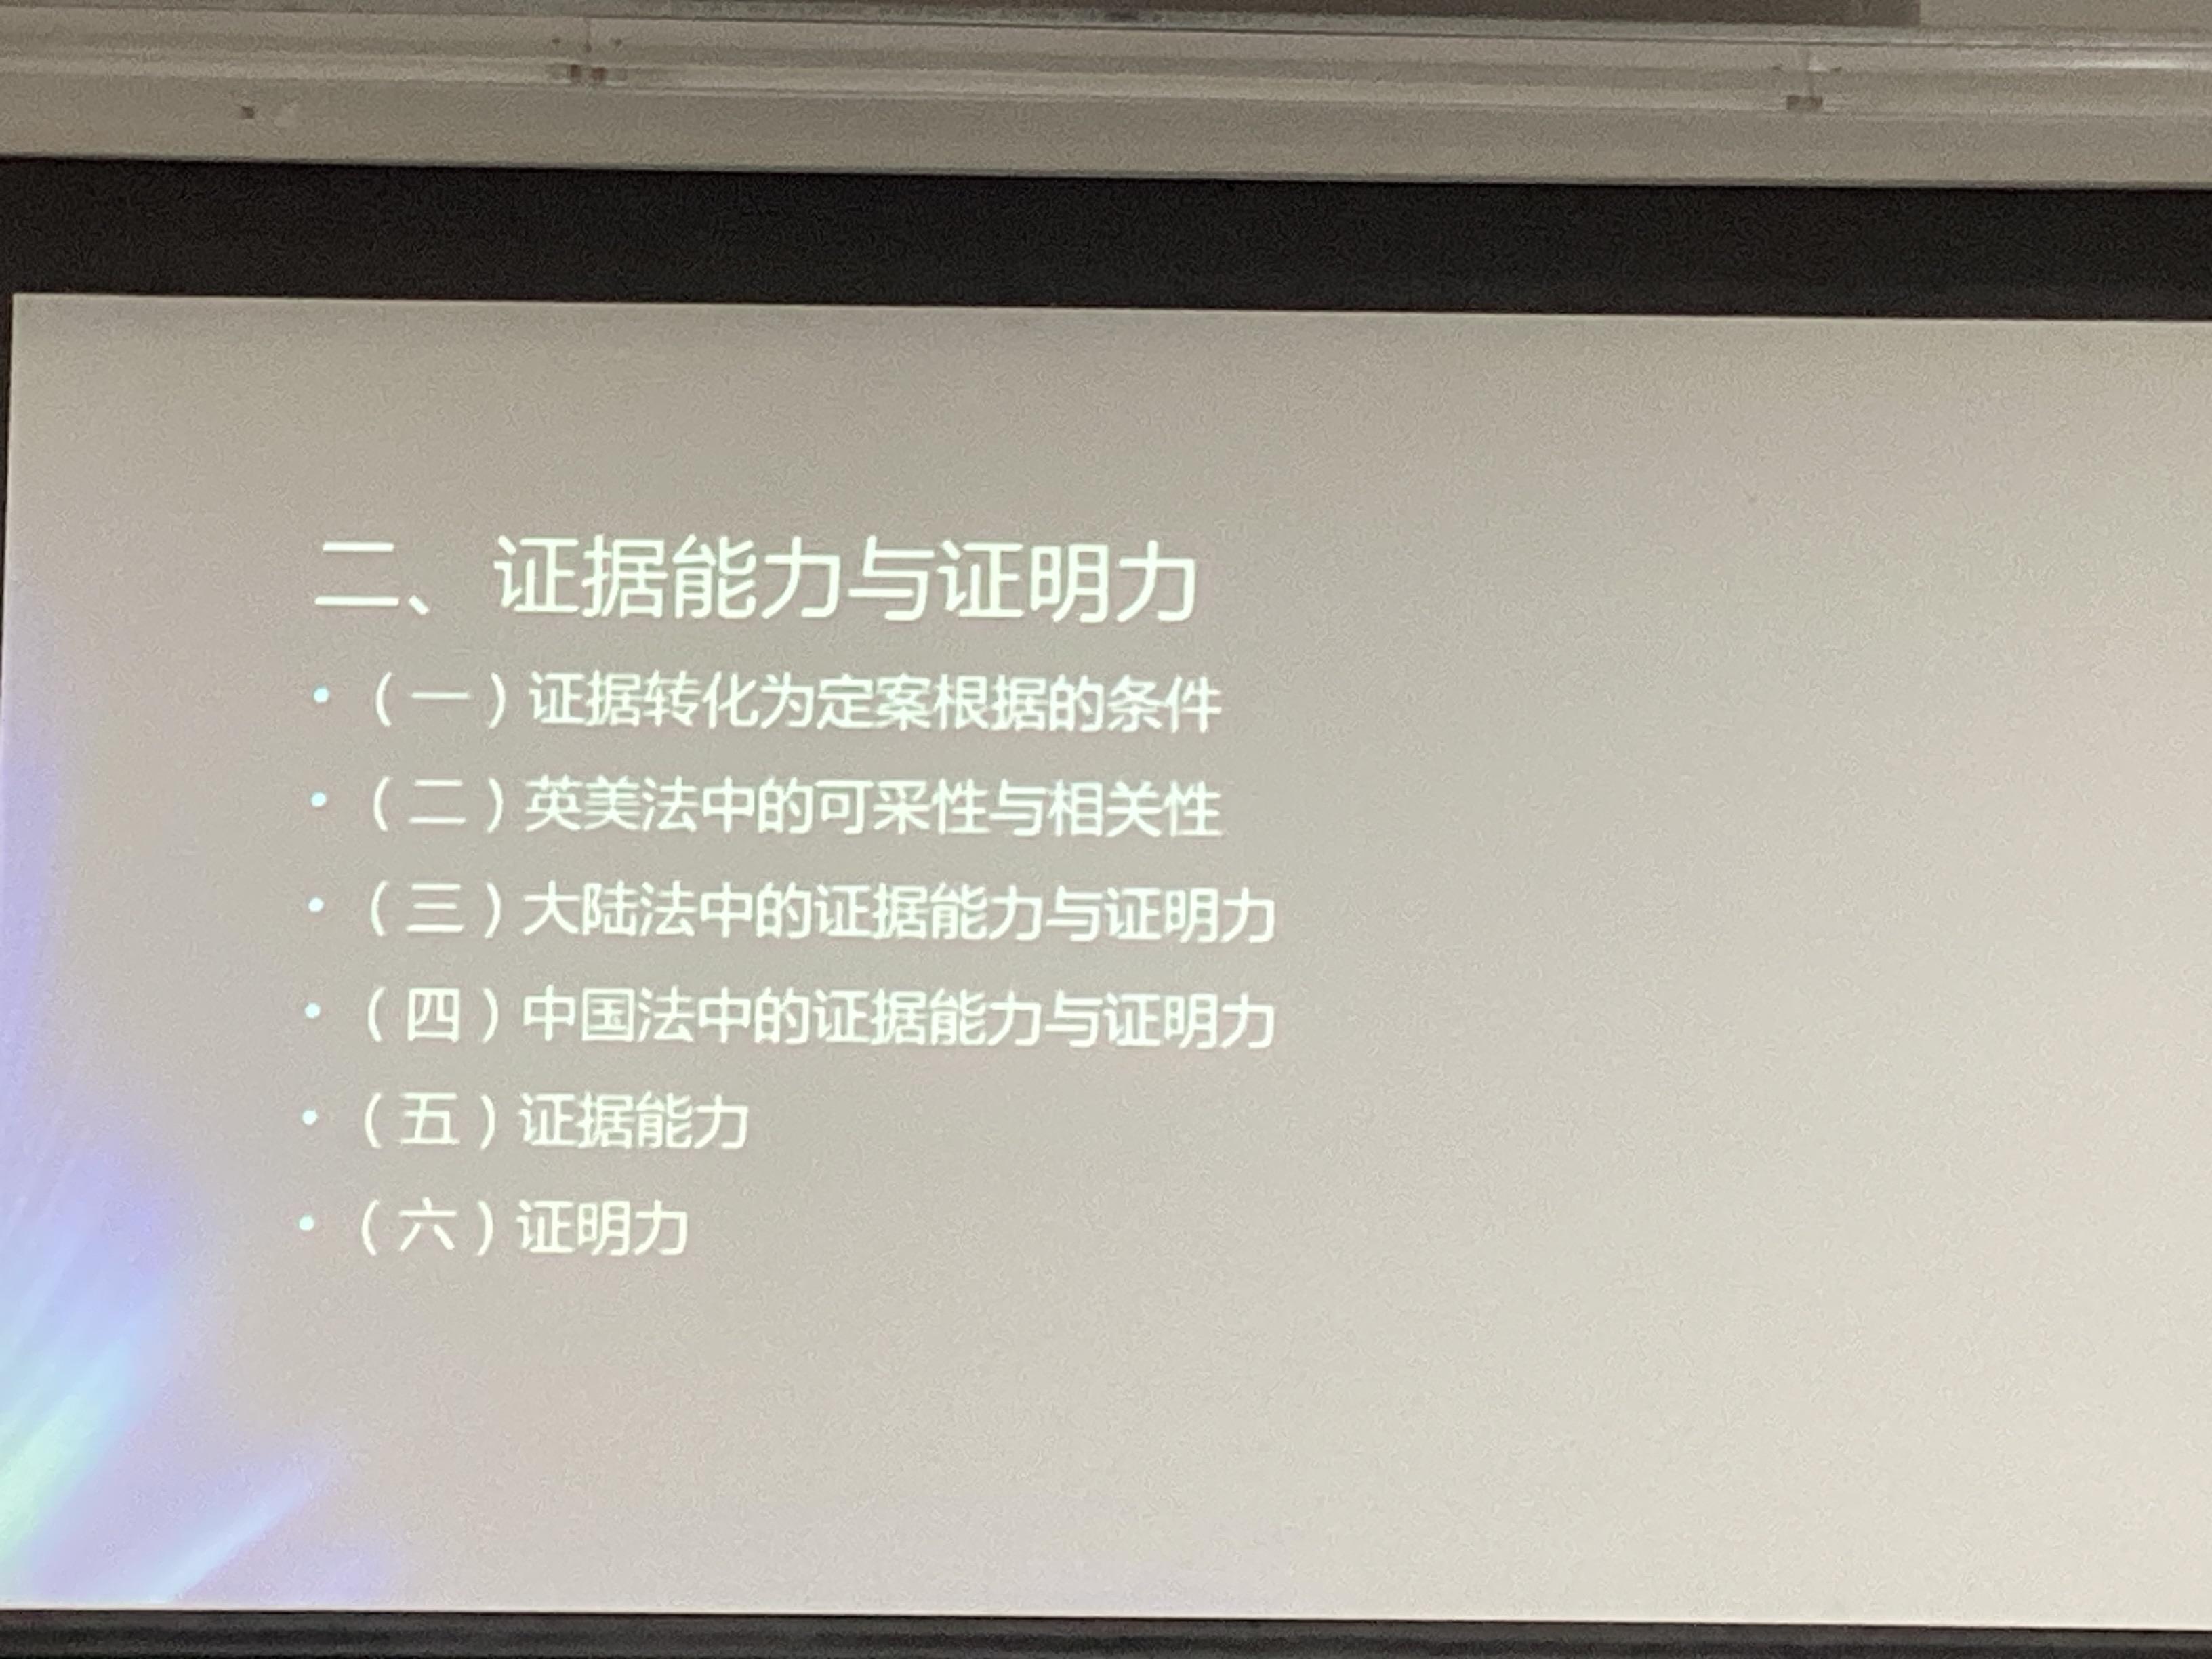 二、证据能力与证明力
•（一）证据转化为定案根据的条件
•（二）英美法中的可采性与相关性
•（三）大陆法中的证据能力与证明力
•（四）中国法中的证据能力与证明力
•（五）证据能力
•（六）证明力